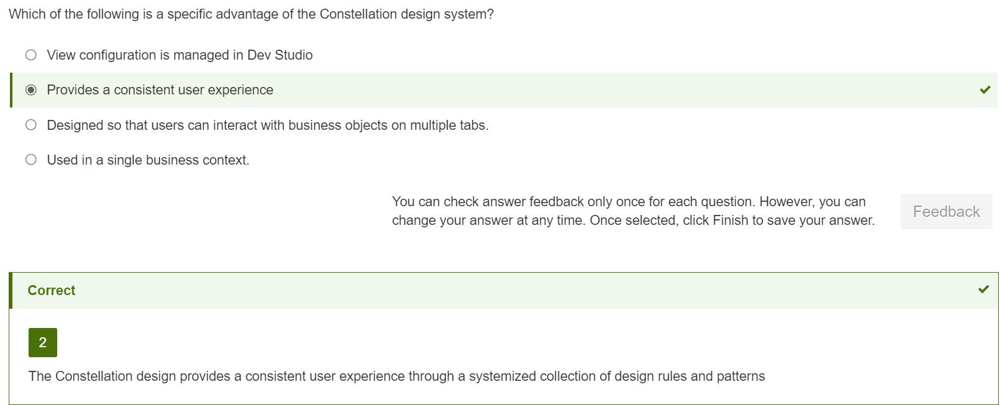 Which of the following is a specific advantage of the Constellation design system?
View configuration is managed in Dev Studio
Provides a consistent user experience
Designed so that users can interact with business objects on multiple tabs.
Used in a single business context.
You can check answer feedback only once for each question. However, you can
change your answer at any time. Once selected, click Finish to save your answer.
Feedback
Correct
2
The Constellation design provides a consistent user experience through a systemized collection of design rules and patterns